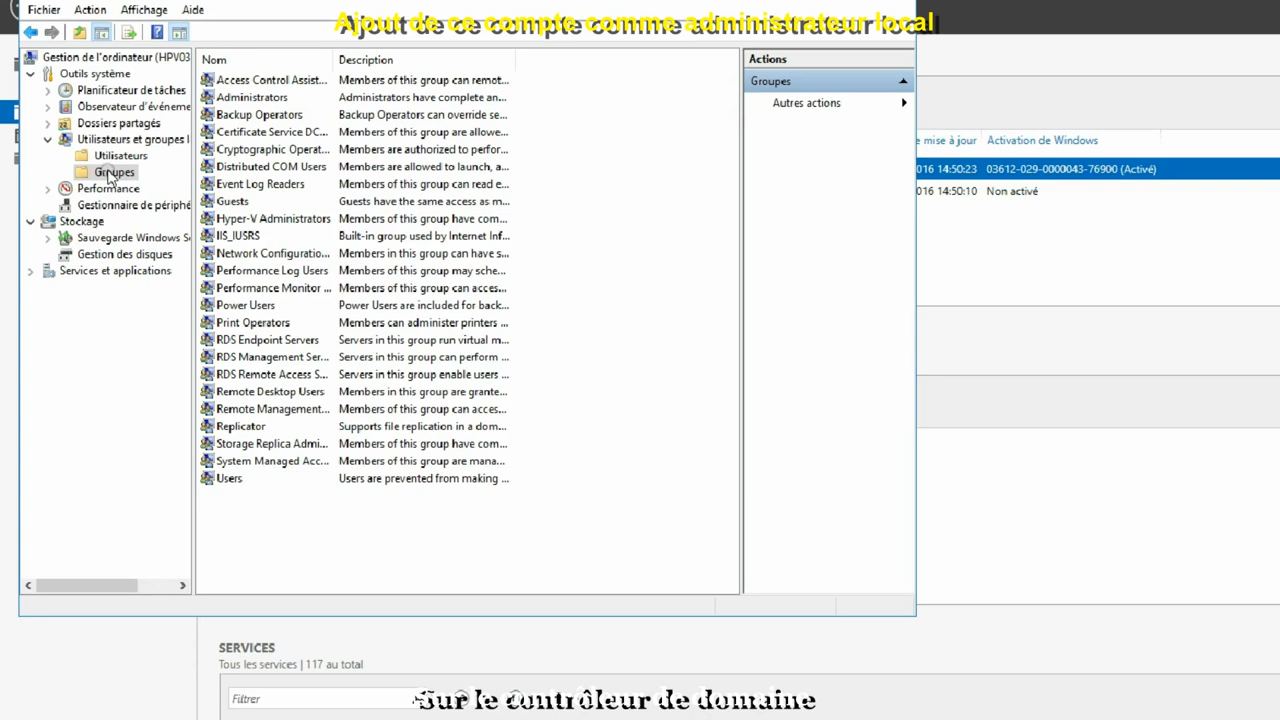 Fichier Action Affichage Aide
Ajout de ce compte comme administrateur local
Gestion de l'ordinateur (HPV03
Outils système
Planificateur de tâches
Observateur d'événeme
Dossiers partagés
Utilisateurs et groupes l
Utilisateurs
Groupes
Performance
Gestionnaire de périphé
Stockage
Sauvegarde Windows Se
Gestion des disques
Services et applications
Nom Description
Access Control Assist... Members of this group can remot...
Administrators Administrators have complete an...
Backup Operators Backup Operators can override se...
Certificate Service DC... Members of this group are allowe...
Cryptographic Operat... Members are authorized to perfor...
Distributed COM Users Members are allowed to launch, a...
Event Log Readers Members of this group can read e...
Guests Guests have the same access as m...
Hyper-V Administrators Members of this group have com...
IIS_IUSRS Built-in group used by Internet Inf...
Network Configuratio... Members in this group can have s...
Performance Log Users Members of this group may sche...
Performance Monitor ... Members of this group can acces...
Power Users Power Users are included for back...
Print Operators Members can administer printers ...
RDS Endpoint Servers Servers in this group run virtual m...
RDS Management Ser... Servers in this group can perform ...
RDS Remote Access S... Servers in this group enable users ...
Remote Desktop Users Members in this group are grante...
Remote Management... Members of this group can acces...
Replicator Supports file replication in a dom...
Storage Replica Admi... Members of this group have com...
System Managed Acc... Members of this group are mana...
Users Users are prevented from making ...
Actions
Groupes
Autres actions
e mise à jour Activation de Windows
016 14:50:23 03612-029-0000043-76900 (Activé)
016 14:50:10 Non activé
SERVICES
Tous les services | 117 au total
Filtrer
Sur le contrôleur de domaine